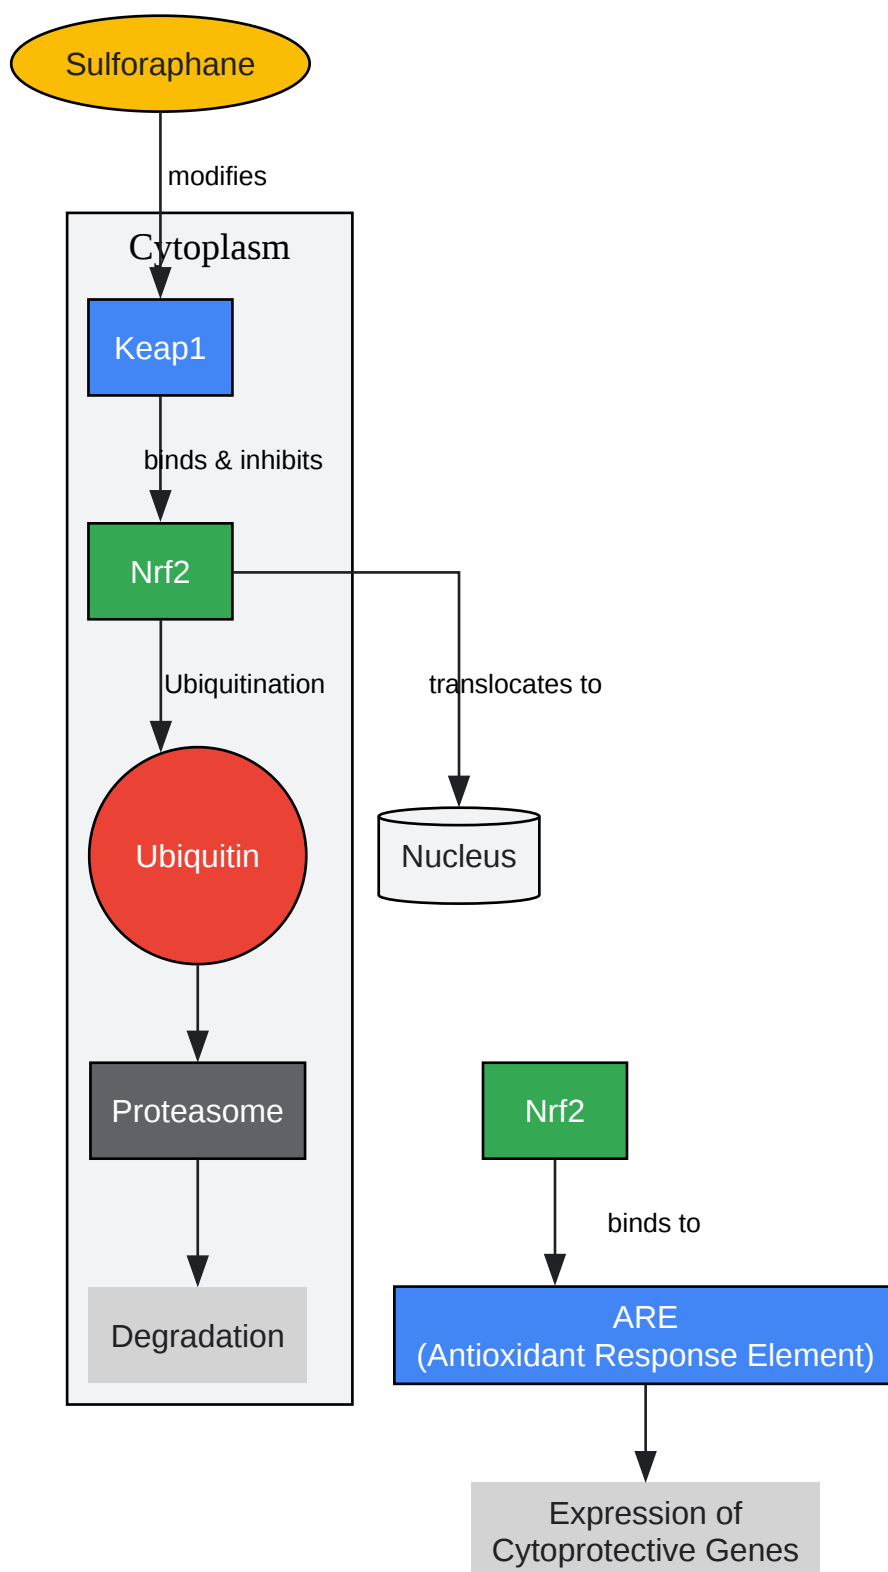 Sulforaphane
modifies
Cytoplasm
Keap1
binds & inhibits
Nrf2
Ubiquitination
translocates to
Ubiquitin
Nucleus
Proteasome
Nrf2
binds to
Degradation
ARE
(Antioxidant Response Element)
Expression of
Cytoprotective Genes